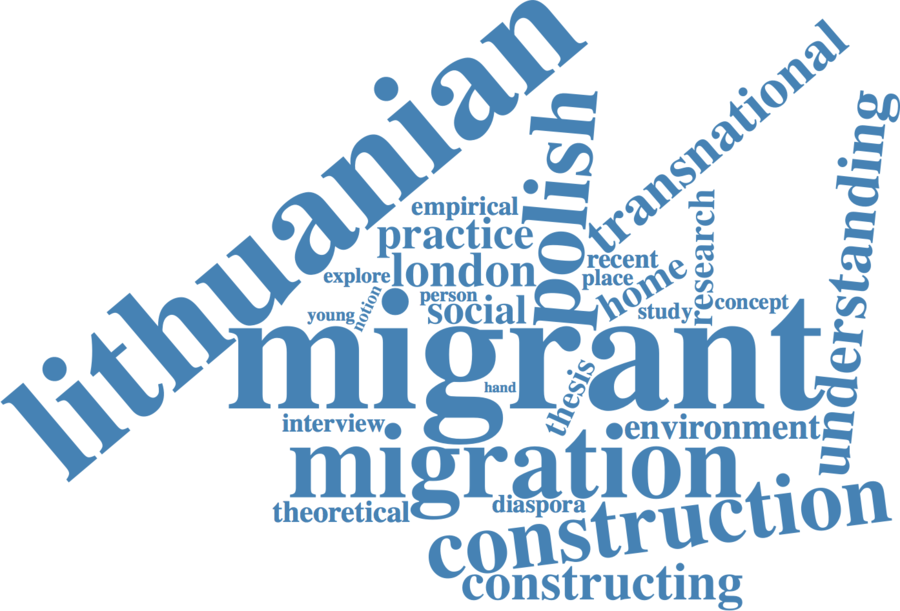 lithuanian
polish
transnational
understanding
empirical
practice
explore
london
recent
place
home
research
young
notion
person
social
study
concept
migrant
hand
thesis
interview
environment
migration
theoretical
diaspora
construction
constructing